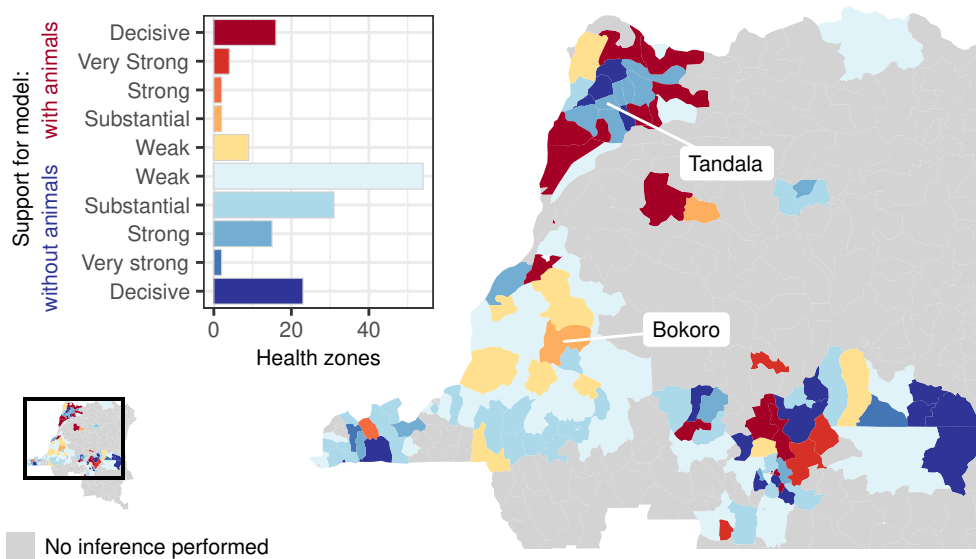 Support for model:
with animals
without animals
Decisive
Very Strong
Strong
Substantial
Weak
Weak
Substantial
Strong
Very strong
Decisive
0
20
40
Health zones
Tandala
Bokoro
No inference performed